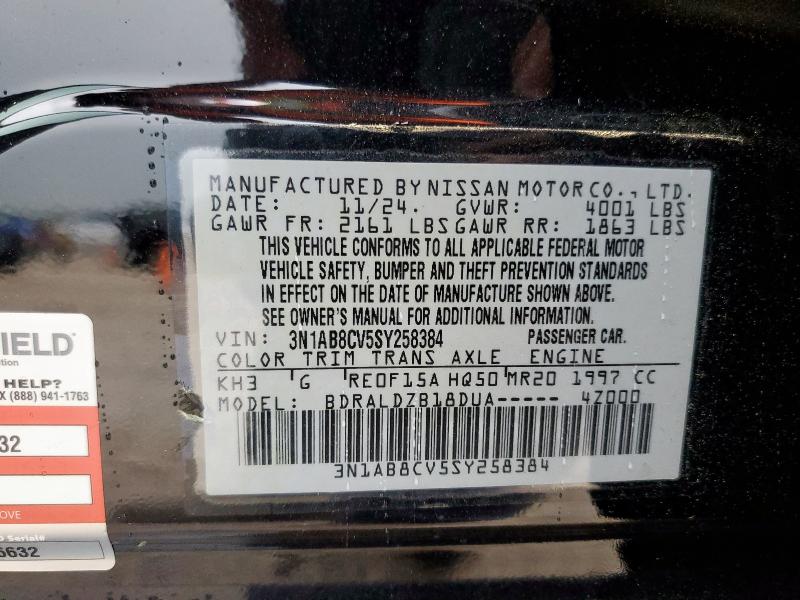 MANUFACTURED BY NISSAN MOTOR CO., LTD.
DATE: 11/24. GVWR: 4001 LBS
GAWR FR: 2161 LBS GAWR RR: 1863 LBS
THIS VEHICLE CONFORMS TO ALL APPLICABLE FEDERAL MOTOR
VEHICLE SAFETY, BUMPER AND THEFT PREVENTION STANDARDS
IN EFFECT ON THE DATE OF MANUFACTURE SHOWN ABOVE.
SEE OWNER'S MANUAL FOR ADDITIONAL INFORMATION.
VIN: 3N1AB8CV5SY258384 PASSENGER CAR.
COLOR TRIM TRANS AXLE ENGINE
KH3 G RE0F15A HQ50 MR20 1997 CC
MODEL: BDRALDZB18DUA----- 4Z000
3N1AB8CV5SY258384
IELD
HELP?
(888) 941-1763
32
OVE
Serial#
6632